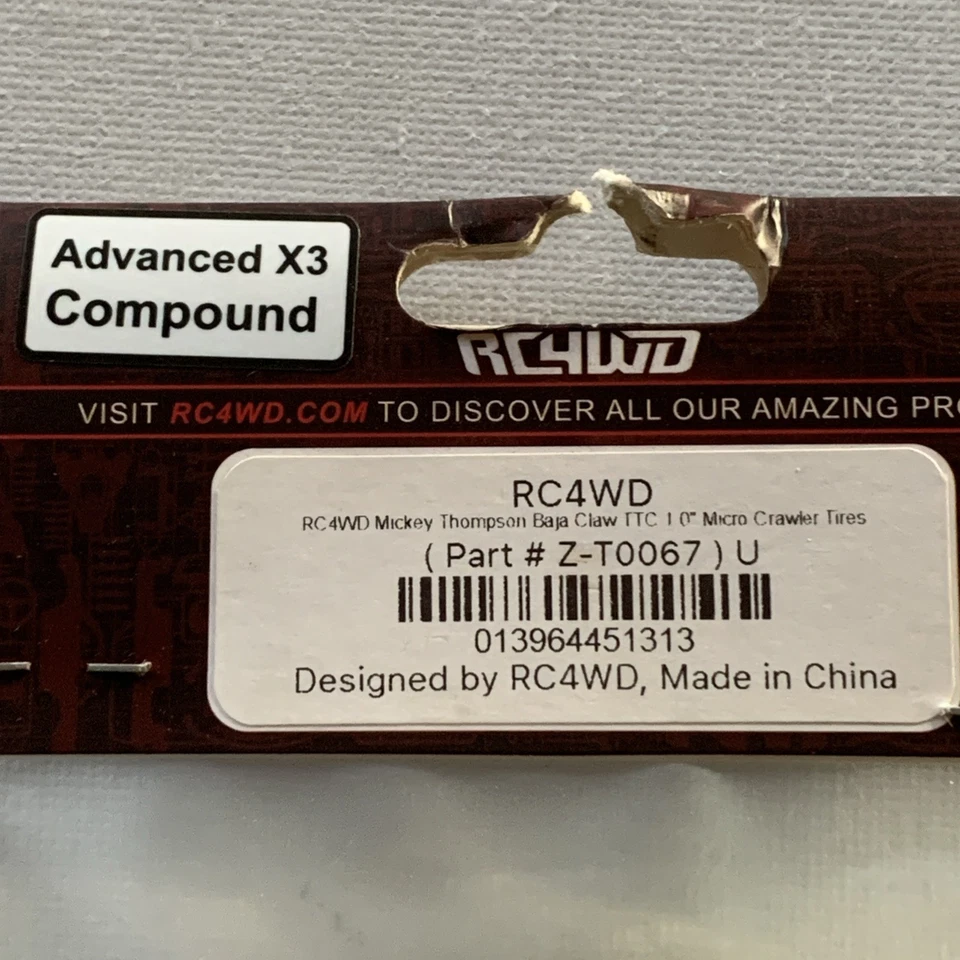 Advanced X3
Compound
RC4WD
VISIT RC4WD.COM TO DISCOVER ALL OUR AMAZING PRO
RC4WD
RC4WD Mickey Thompson Baja Claw TTC 1.0" Micro Crawler Tires
( Part # Z-T0067 ) U
013964451313
Designed by RC4WD, Made in China